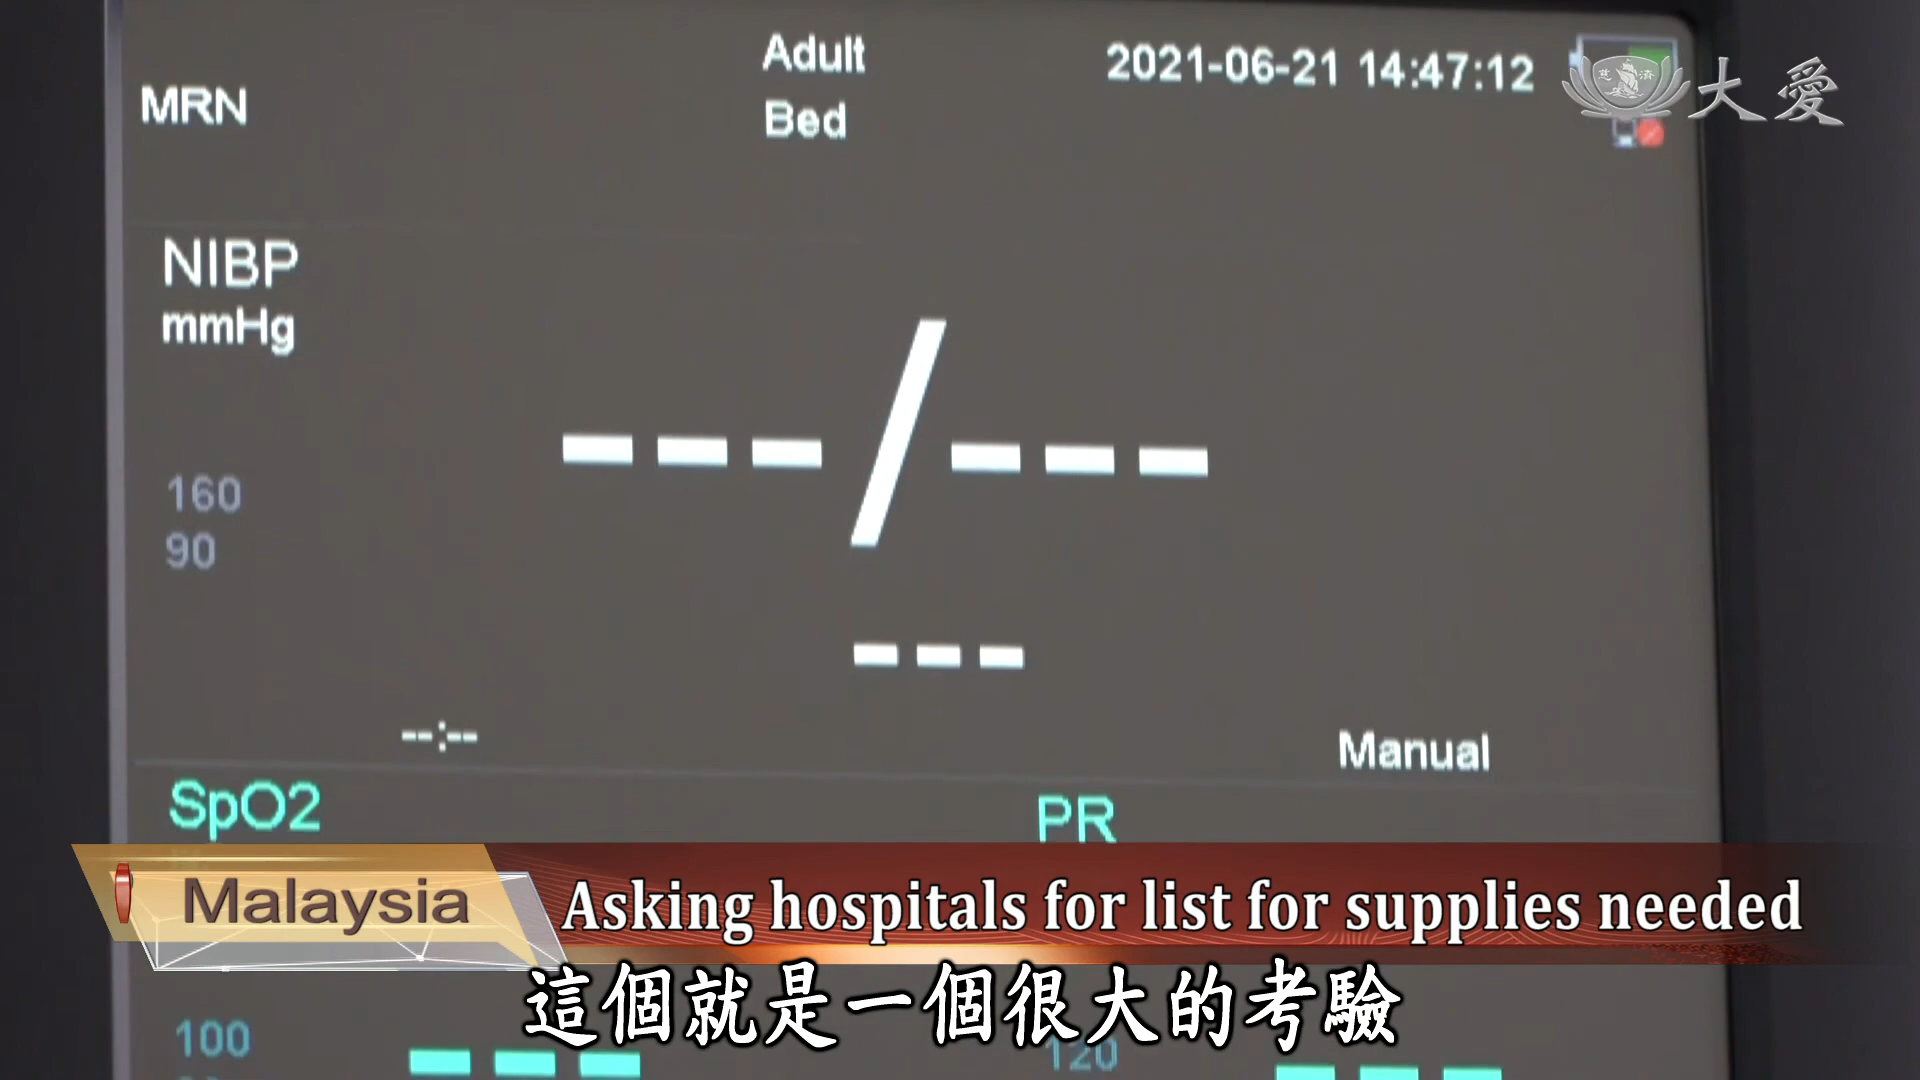 Adult
2021-06-21 14:47:12
慈濟
大愛
MRN
Bed
NIBP
mmHg
--- / ---
160
90
---
--:--
Manual
SpO2
PR
Malaysia
Asking hospitals for list for supplies needed
這個就是一個很大的考驗
100
120
---
---